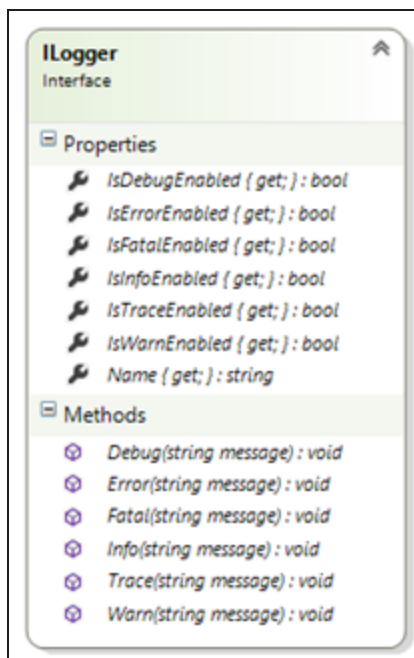 ILogger
Interface
Properties
IsDebugEnabled { get; } : bool
IsErrorEnabled { get; } : bool
IsFatalEnabled { get; } : bool
IsInfoEnabled { get; } : bool
IsTraceEnabled { get; } : bool
IsWarnEnabled { get; } : bool
Name { get; } : string
Methods
Debug(string message) : void
Error(string message) : void
Fatal(string message) : void
Info(string message) : void
Trace(string message) : void
Warn(string message) : void